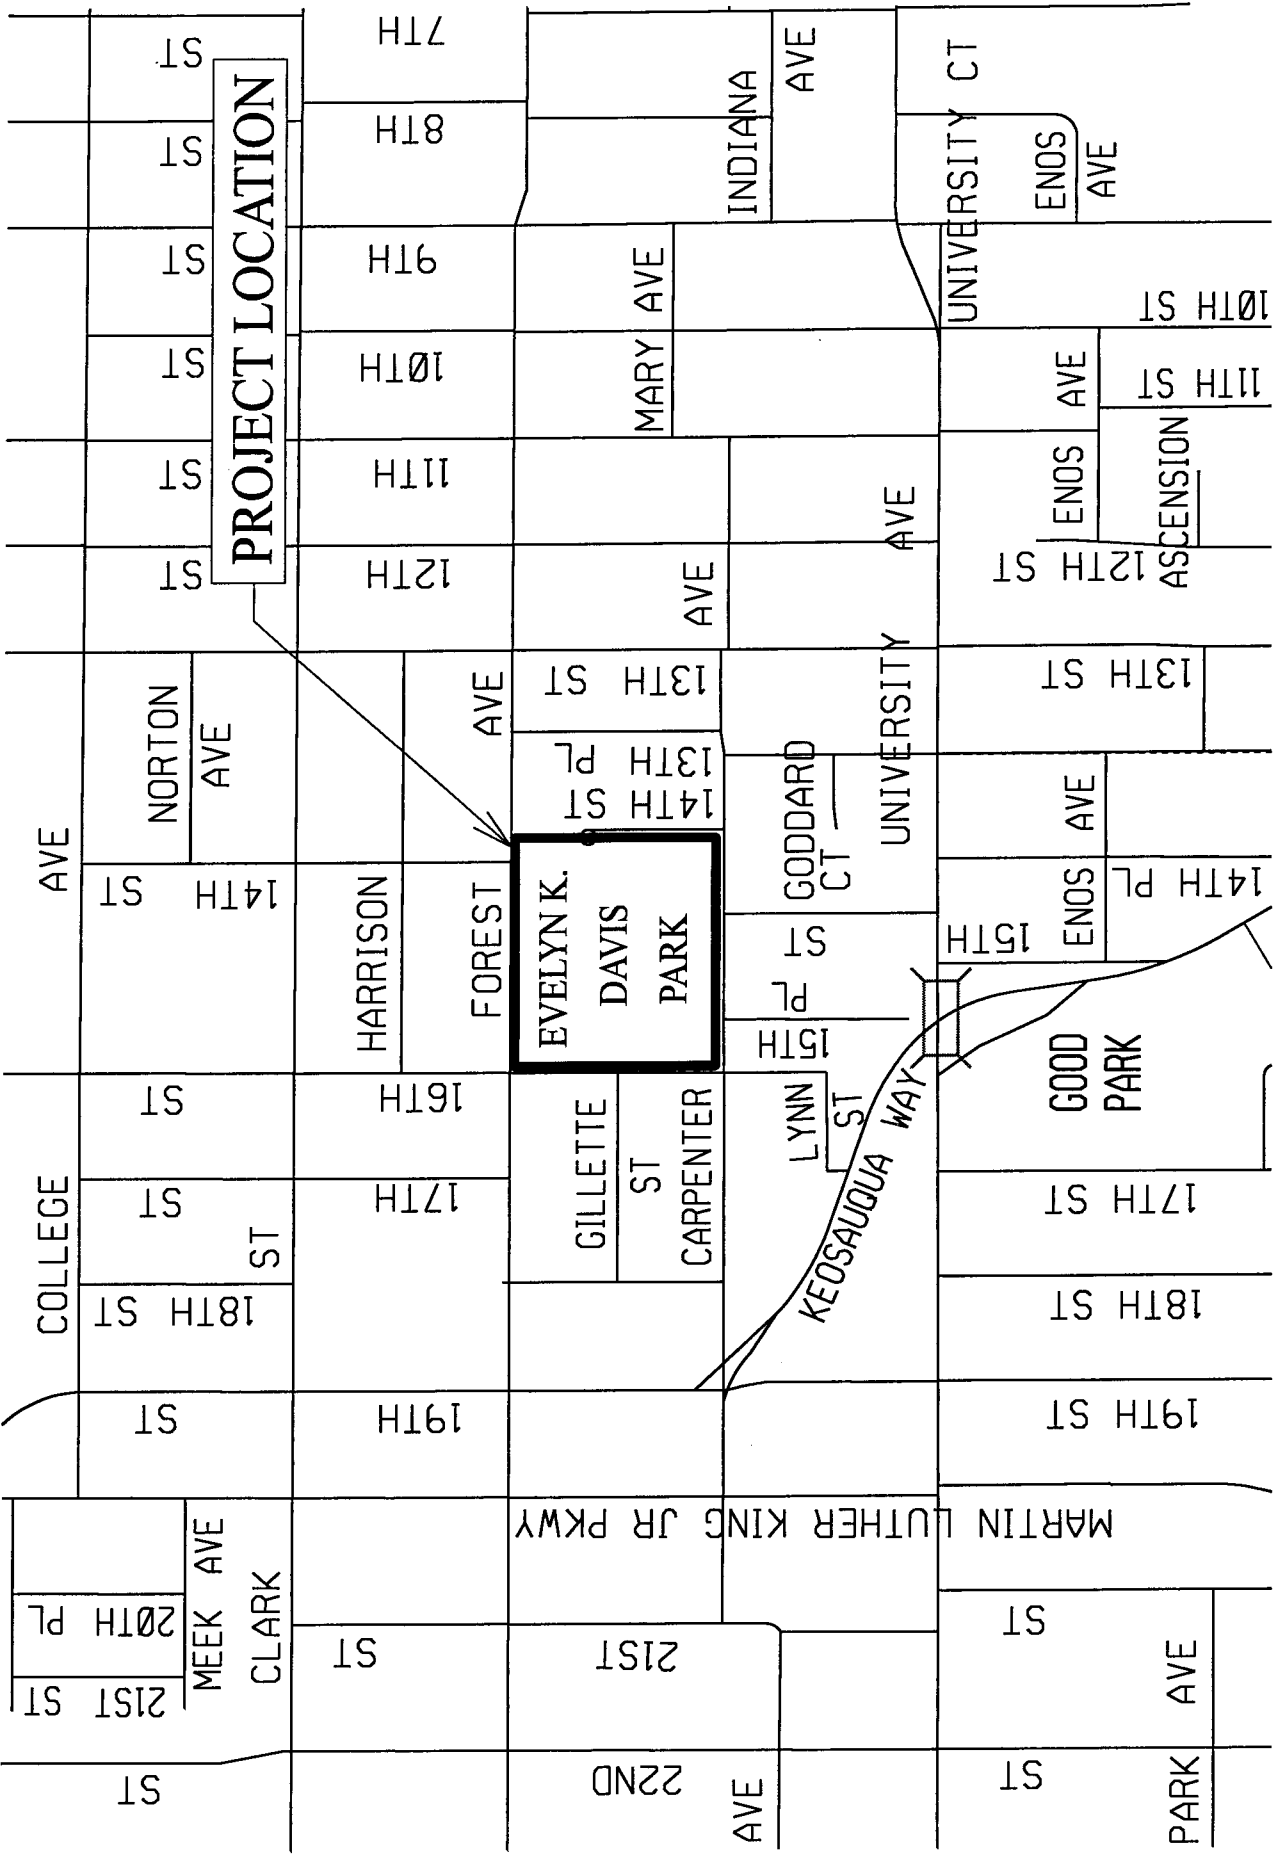 PROJECT LOCATION
EVELYN K.
DAVIS
PARK
GOOD
PARK
COLLEGE AVE
NORTON
AVE
HARRISON
FOREST AVE
GILLETTE
ST
CARPENTER AVE
MARY AVE
INDIANA
AVE
GODDARD
CT
LYNN
ST
KEOSAUQUA WAY
UNIVERSITY AVE
UNIVERSITY CT
ENOS
AVE
ENOS AVE
ENOS AVE
ASCENSION
MEEK AVE
CLARK ST
AVE
PARK AVE
MARTIN LUTHER KING JR PKWY
22ND
ST
ST
21ST ST
20TH PL
21ST
ST
ST
19TH ST
19TH ST
18TH ST
18TH ST
17TH ST
17TH ST
16TH ST
15TH PL
15TH ST
14TH ST
14TH ST
14TH PL
13TH PL
13TH ST
13TH ST
12TH ST
12TH ST
11TH ST
11TH ST
10TH ST
10TH ST
9TH ST
8TH ST
7TH ST